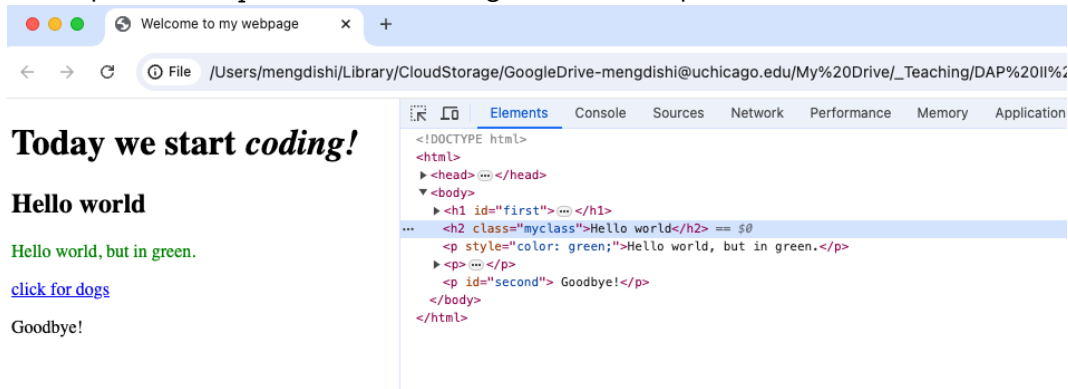 Welcome to my webpage × +
File /Users/mengdishi/Library/CloudStorage/GoogleDrive-mengdishi@uchicago.edu/My%20Drive/_Teaching/DAP%20II%2
Elements Console Sources Network Performance Memory Application
Today we start coding!
Hello world
Hello world, but in green.
click for dogs
Goodbye!
<!DOCTYPE html>
<html>
▶<head>…</head>
▼<body>
▶<h1 id="first">…</h1>
… <h2 class="myclass">Hello world</h2> == $0
<p style="color: green;">Hello world, but in green.</p>
▶<p>…</p>
<p id="second"> Goodbye!</p>
</body>
</html>